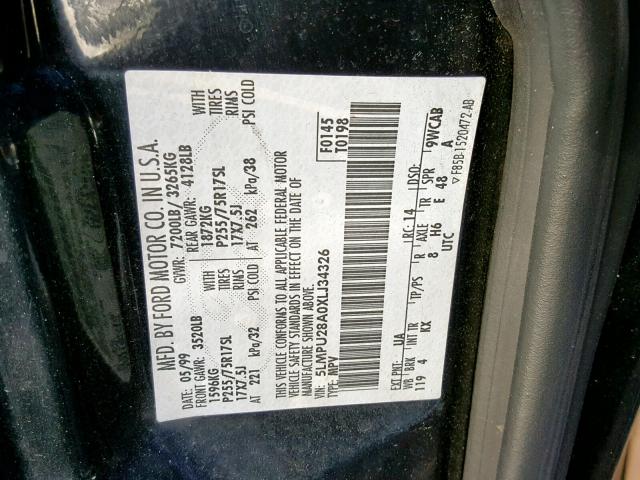 MFD. BY FORD MOTOR CO. IN U.S.A.
DATE: 05/99 GVWR: 7200LB/ 3265KG
FRONT GAWR: 3520LB REAR GAWR: 4128LB
1596KG WITH 1872KG WITH
P255/75R17SL TIRES P255/75R17SL TIRES
17X7.5J RIMS 17X7.5J RIMS
AT 221 kPa/32 PSI COLD AT 262 kPa/38 PSI COLD
THIS VEHICLE CONFORMS TO ALL APPLICABLE FEDERAL MOTOR
VEHICLE SAFETY STANDARDS IN EFFECT ON THE DATE OF
MANUFACTURE SHOWN ABOVE.
VIN: 5LMPU28A0XLJ34326
TYPE: MPV
F0145
T0198
EXT PNT: UA RC: 14 DSO:
WB BRK INT TR TP/PS R AXLE TR SPR
119 4 KX 8 H6 E 48 19WCAB
UTC A
▽ F85B-1520472-AB